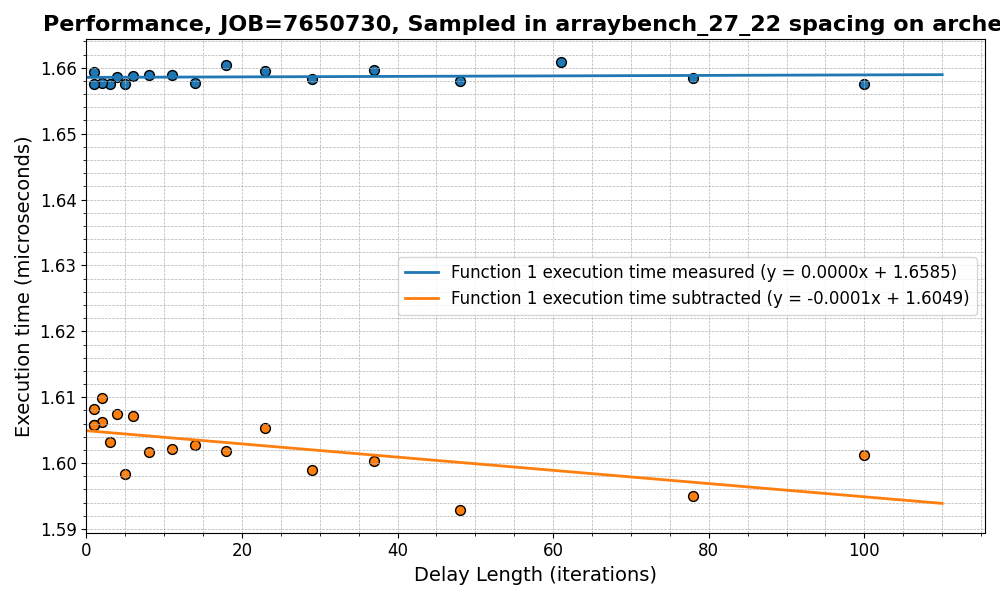 Performance, JOB=7650730, Sampled in arraybench_27_22 spacing on arche
Execution time (microseconds)
1.66
1.65
1.64
1.63
1.62
1.61
1.60
1.59
Function 1 execution time measured (y = 0.0000x + 1.6585)
Function 1 execution time subtracted (y = -0.0001x + 1.6049)
0 20 40 60 80 100
Delay Length (iterations)